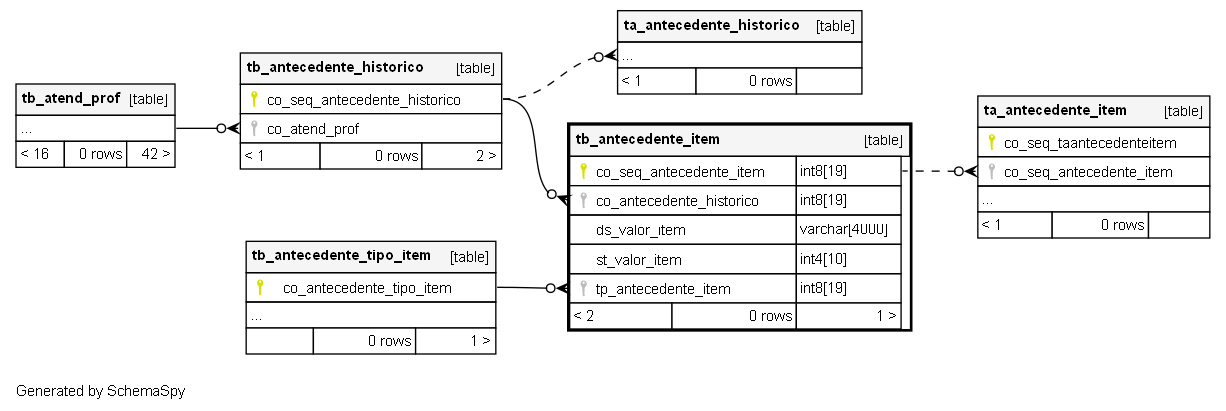 ta_antecedente_historico [table]
...
< 1 0 rows
tb_antecedente_historico [table]
co_seq_antecedente_historico
co_atend_prof
< 1 0 rows 2 >
tb_atend_prof [table]
...
< 16 0 rows 42 >
tb_antecedente_item [table]
co_seq_antecedente_item int8[19]
co_antecedente_historico int8[19]
ds_valor_item varchar[4000]
st_valor_item int4[10]
tp_antecedente_item int8[19]
< 2 0 rows 1 >
ta_antecedente_item [table]
co_seq_taantecedenteitem
co_seq_antecedente_item
...
< 1 0 rows
tb_antecedente_tipo_item [table]
co_antecedente_tipo_item
...
0 rows 1 >
Generated by SchemaSpy